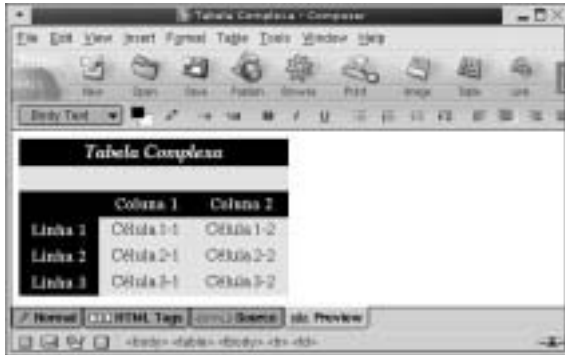 Tabela Complexa - Composer
File Edit View Insert Format Table Tools Window Help
New Open Save Publish Browse Print Image Table Link
Body Text
Tabela Complexa
Coluna 1 Coluna 2
Linha 1 Célula 1-1 Célula 1-2
Linha 2 Célula 2-1 Célula 2-2
Linha 3 Célula 3-1 Célula 3-2
Normal HTML Tags Source Preview
<body> <table> <tbody> <tr> <td>